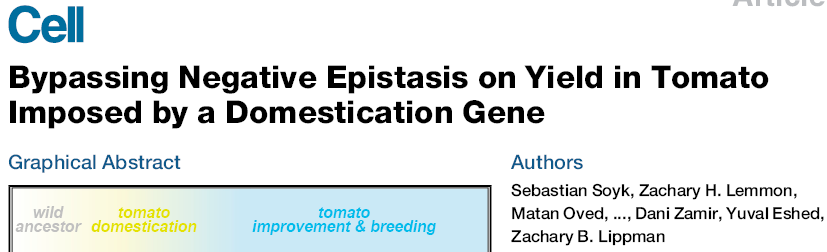 Article
Cell
Bypassing Negative Epistasis on Yield in Tomato
Imposed by a Domestication Gene
Graphical Abstract
Authors
wild
ancestor
tomato
domestication
tomato
improvement & breeding
Sebastian Soyk, Zachary H. Lemmon,
Matan Oved, ..., Dani Zamir, Yuval Eshed,
Zachary B. Lippman